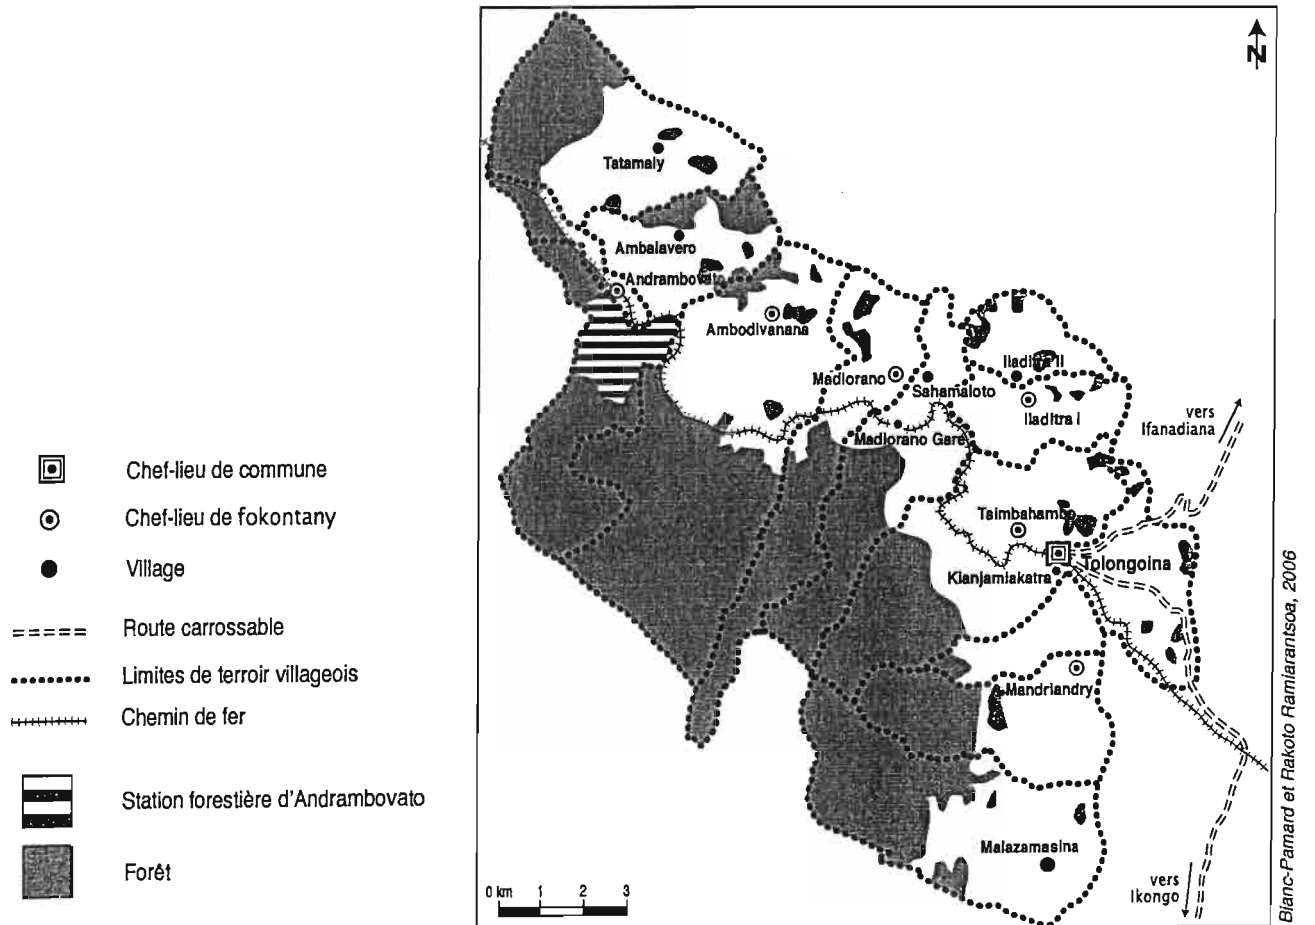 N
Tatamaly
Ambalavero
Andrambovato
Ambodivanana
Madiorano
Sahamaloto
Iladitra II
Iladitra I
Madiorano Gare
vers
Ifanadiana
Tsimbahambo
Tolongoina
Kianjamiakatra
Mandriandry
Malazamasina
vers
Ikongo
0 km 1 2 3
Chef-lieu de commune
Chef-lieu de fokontany
Village
Route carrossable
Limites de terroir villageois
Chemin de fer
Station forestière d'Andrambovato
Forêt
Blanc-Pamard et Rakoto Ramiarantsoa, 2006